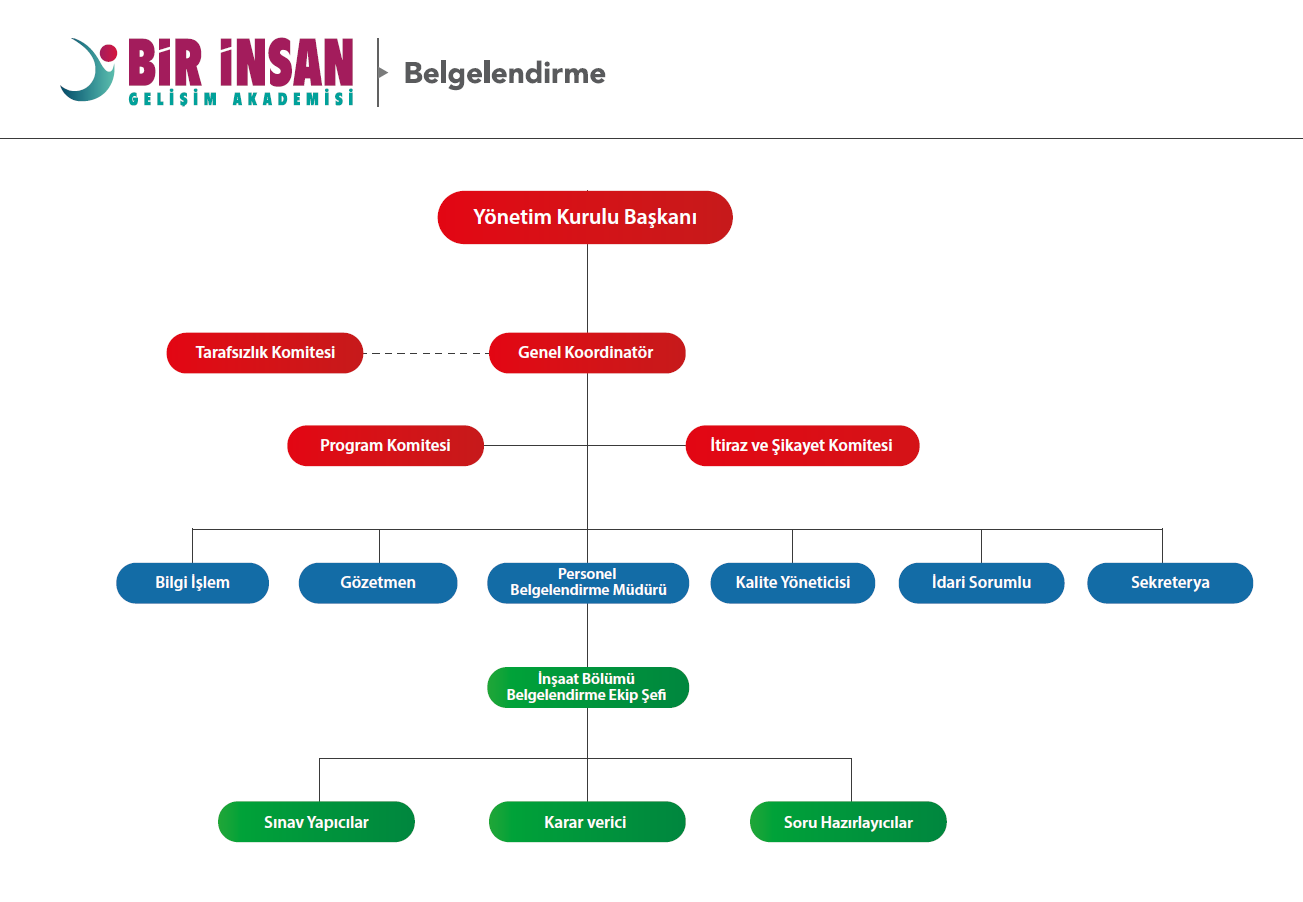 BİR İNSAN
GELİŞİM AKADEMİSİ
Belgelendirme
Yönetim Kurulu Başkanı
Tarafsızlık Komitesi
Genel Koordinatör
Program Komitesi
İtiraz ve Şikayet Komitesi
Bilgi İşlem
Gözetmen
Personel
Belgelendirme Müdürü
Kalite Yöneticisi
İdari Sorumlu
Sekreterya
İnşaat Bölümü
Belgelendirme Ekip Şefi
Sınav Yapıcılar
Karar verici
Soru Hazırlayıcılar